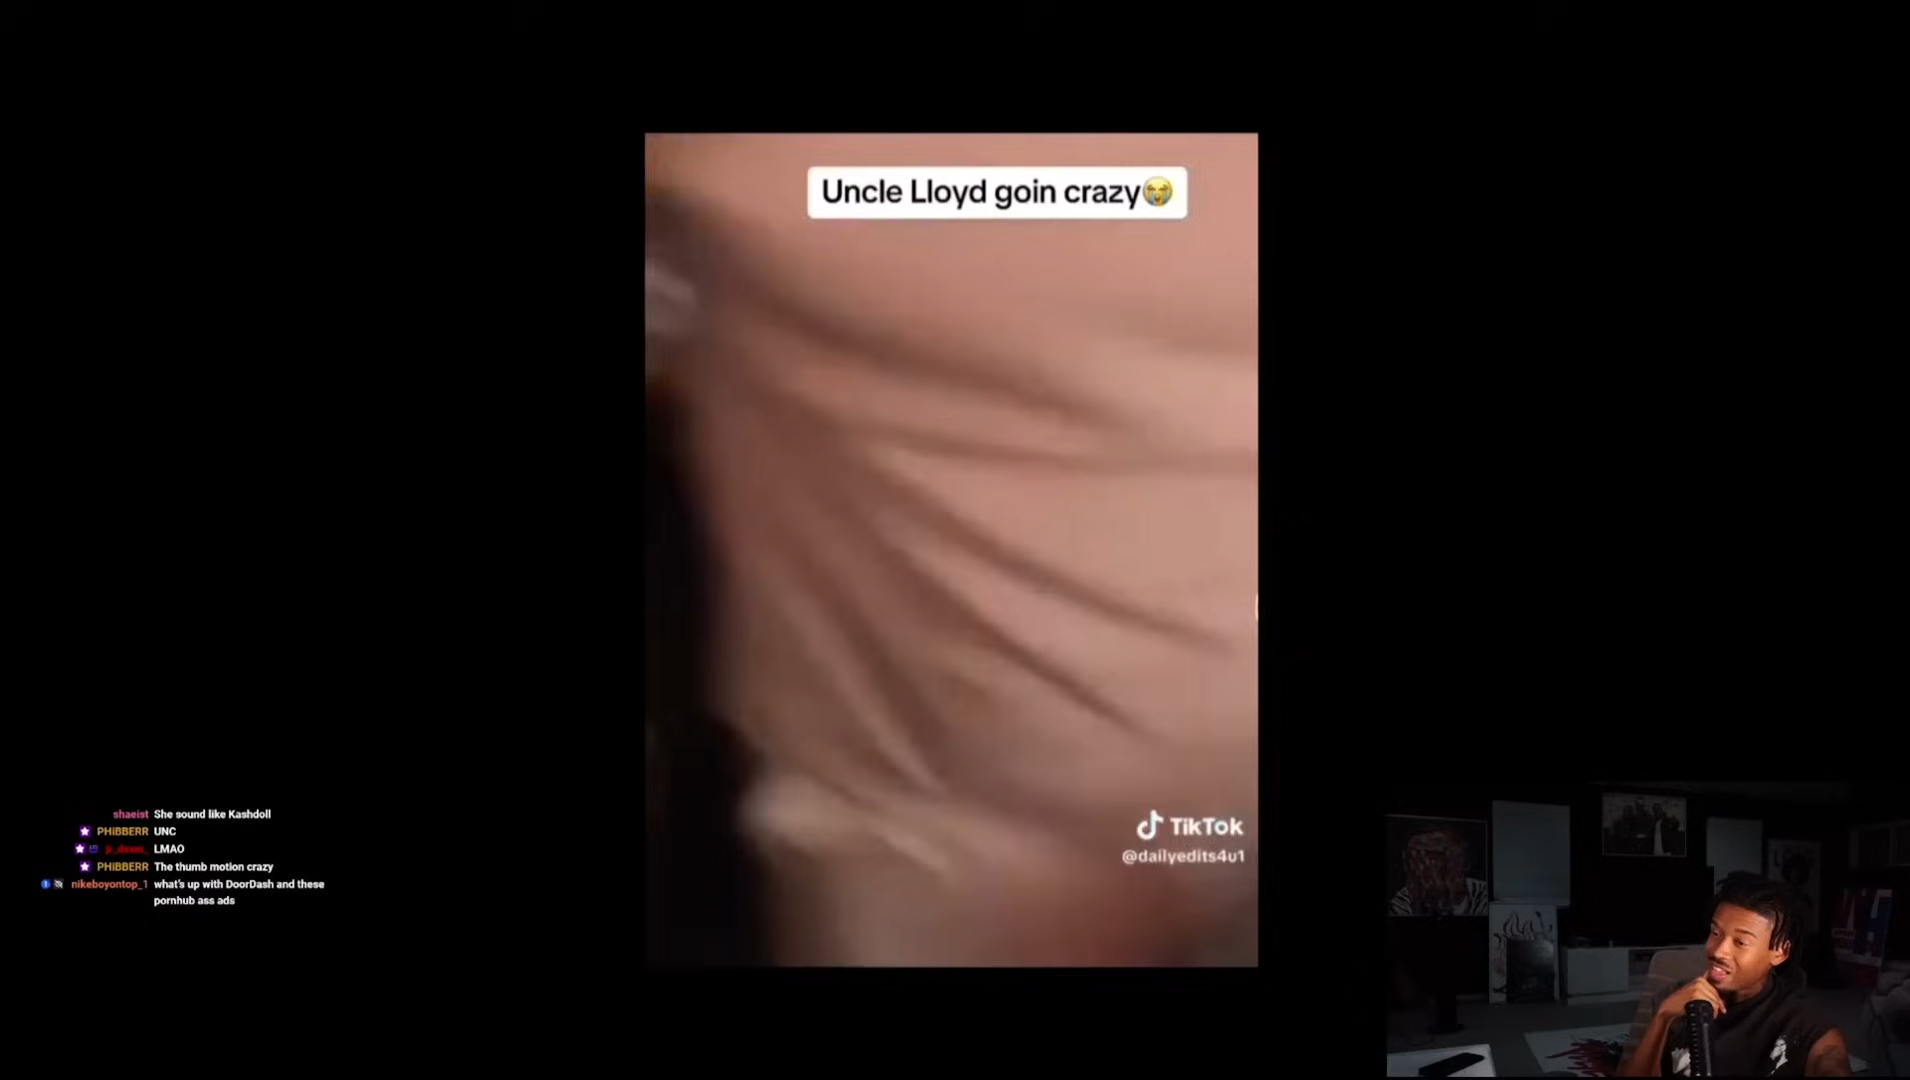 Uncle Lloyd goin crazy😭
TikTok
@dailyedits4u1
shaeist She sound like Kashdoll
PHiBBERR UNC
LMAO
PHiBBERR The thumb motion crazy
nikeboyontop_1 what's up with DoorDash and these
pornhub ass ads